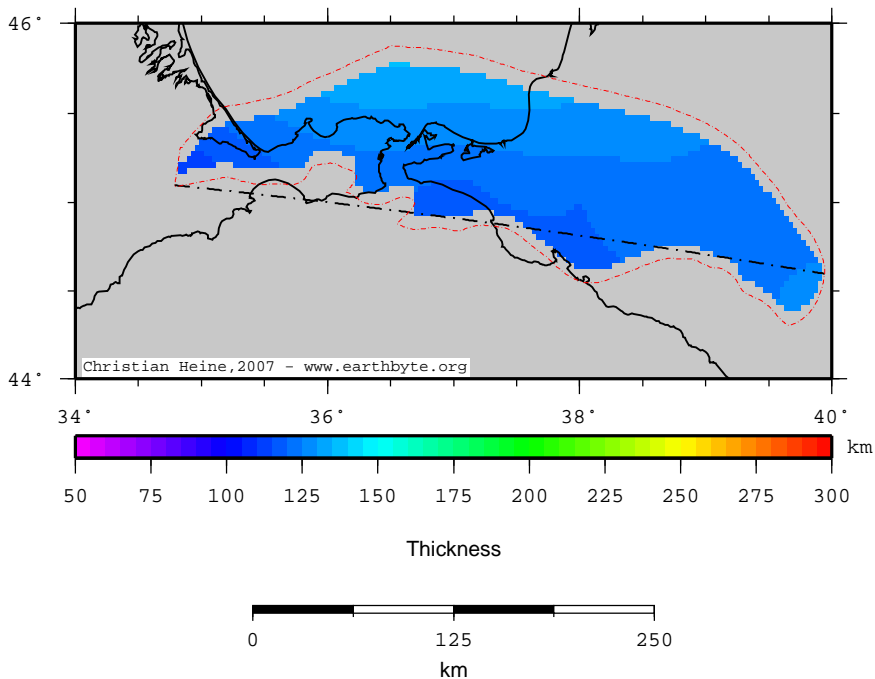 46°
44°
Christian Heine,2007 - www.earthbyte.org
34° 36° 38° 40°
km
50 75 100 125 150 175 200 225 250 275 300
Thickness
0 125 250
km